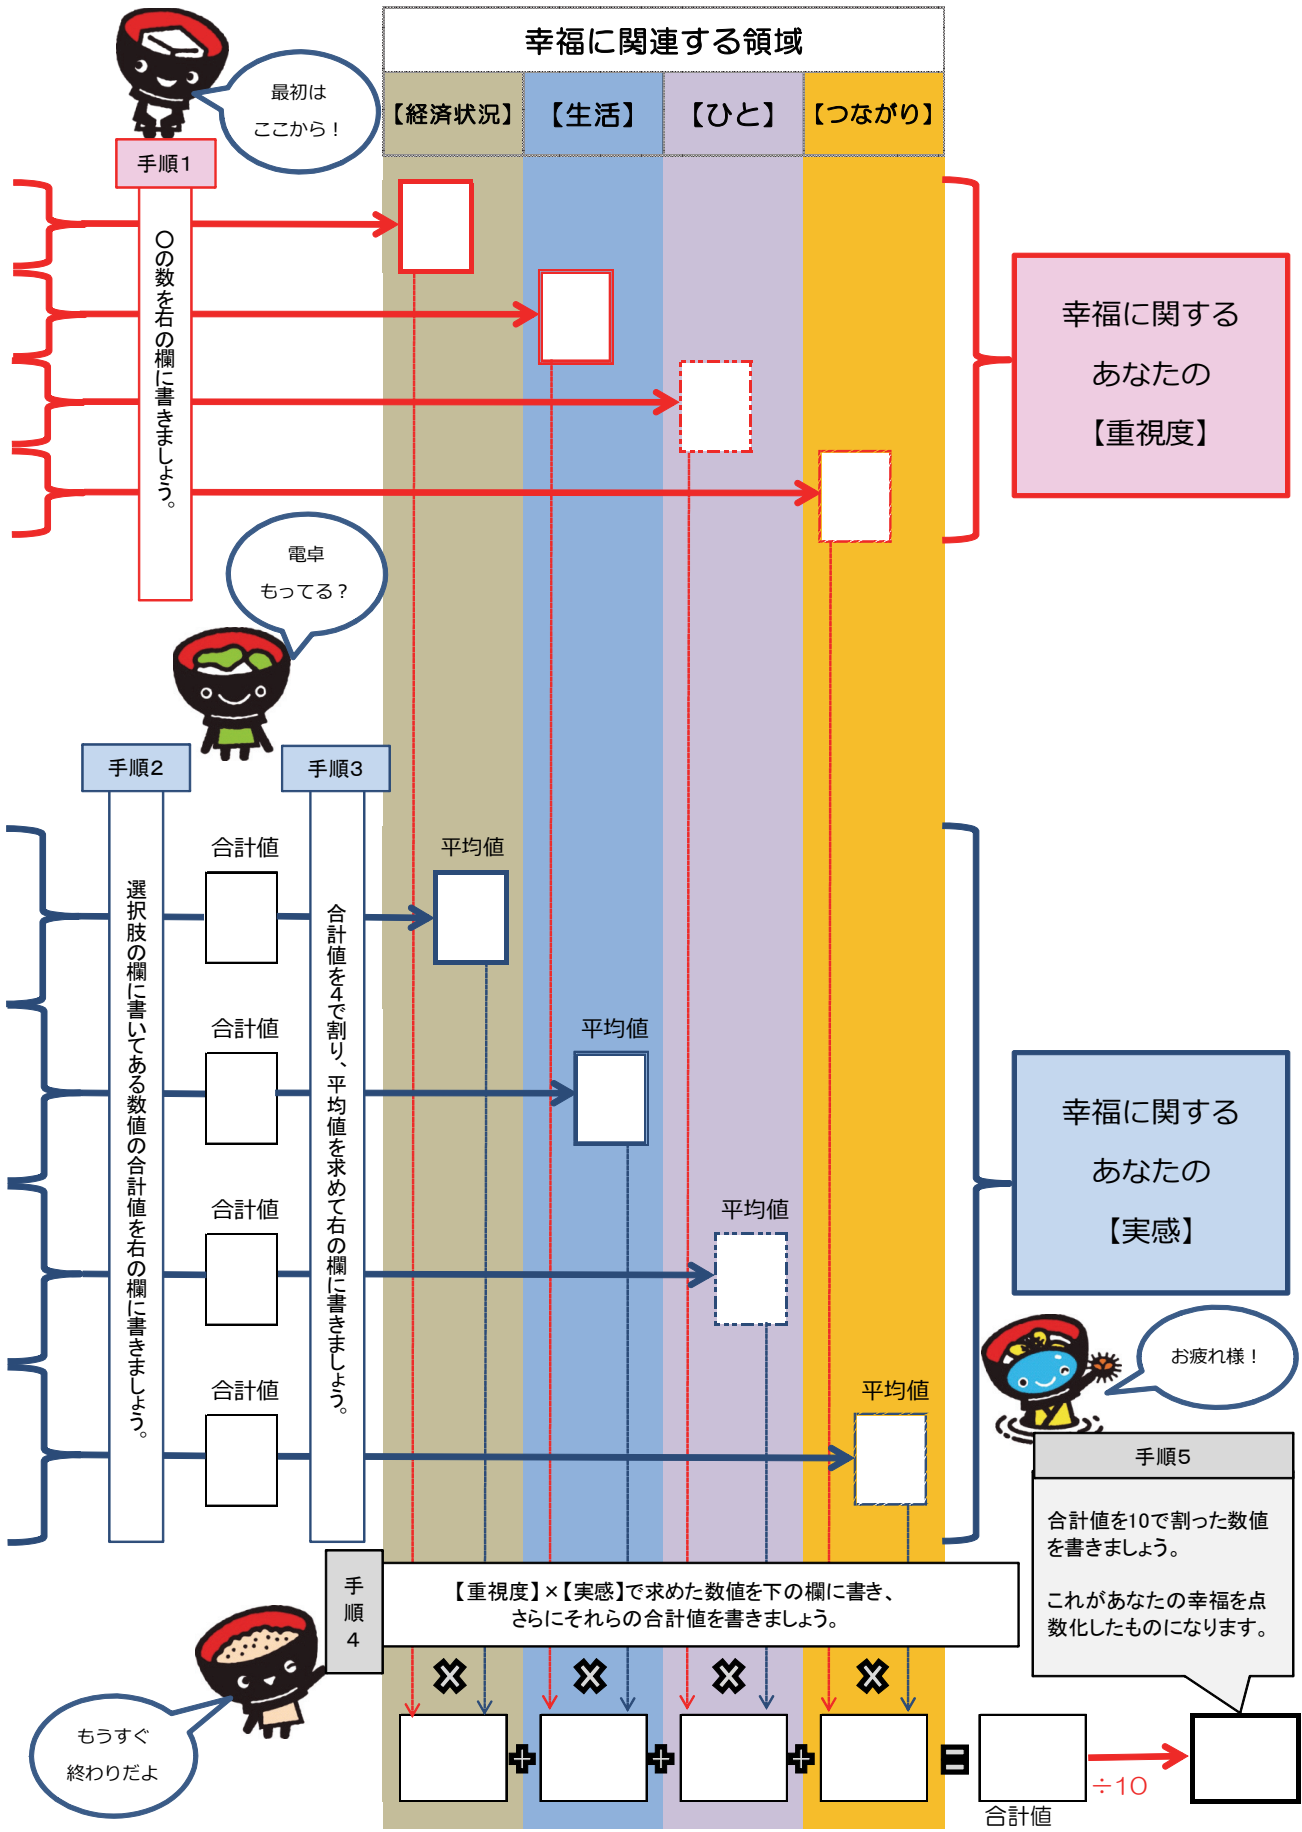 幸福に関連する領域
【経済状況】
【生活】
【ひと】
【つながり】
最初は
ここから！
手順1
〇の数を右の欄に書きましょう。
幸福に関する
あなたの
【重視度】
電卓
もってる？
手順2
手順3
選択肢の欄に書いてある数値の合計値を右の欄に書きましょう。
合計値を4で割り、平均値を求めて右の欄に書きましょう。
合計値
平均値
合計値
平均値
合計値
平均値
合計値
平均値
幸福に関する
あなたの
【実感】
お疲れ様！
手順5
合計値を10で割った数値
を書きましょう。
これがあなたの幸福を点
数化したものになります。
手順4
【重視度】×【実感】で求めた数値を下の欄に書き、
さらにそれらの合計値を書きましょう。
× × × ×
もうすぐ
終わりだよ
+ + + =
÷10
合計値